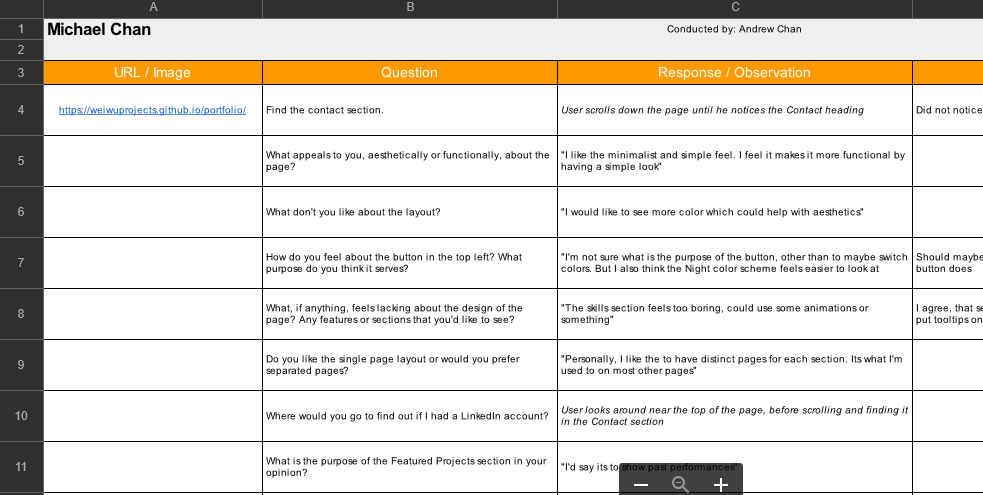 A B C
1 Michael Chan Conducted by: Andrew Chan
2
3 URL / Image Question Response / Observation
4 https://weiwuprojects.github.io/portfolio/ Find the contact section. User scrolls down the page until he notices the Contact heading Did not notice
5 What appeals to you, aesthetically or functionally, about the
page?
"I like the minimalist and simple feel. I feel it makes it more functional by
having a simple look"
6 What don't you like about the layout? "I would like to see more color which could help with aesthetics"
7 How do you feel about the button in the top left? What
purpose do you think it serves?
"I'm not sure what is the purpose of the button, other than to maybe switch
colors. But I also think the Night color scheme feels easier to look at
Should maybe
button does
8 What, if anything, feels lacking about the design of the
page? Any features or sections that you'd like to see?
"The skills section feels too boring, could use some animations or
something"
I agree, that se
put tooltips on
9 Do you like the single page layout or would you prefer
separated pages?
"Personally, I like the to have distinct pages for each section. Its what I'm
used to on most other pages"
10 Where would you go to find out if I had a LinkedIn account? User looks around near the top of the page, before scrolling and finding it
in the Contact section
11 What is the purpose of the Featured Projects section in your
opinion?
"I'd say its to show past performances"